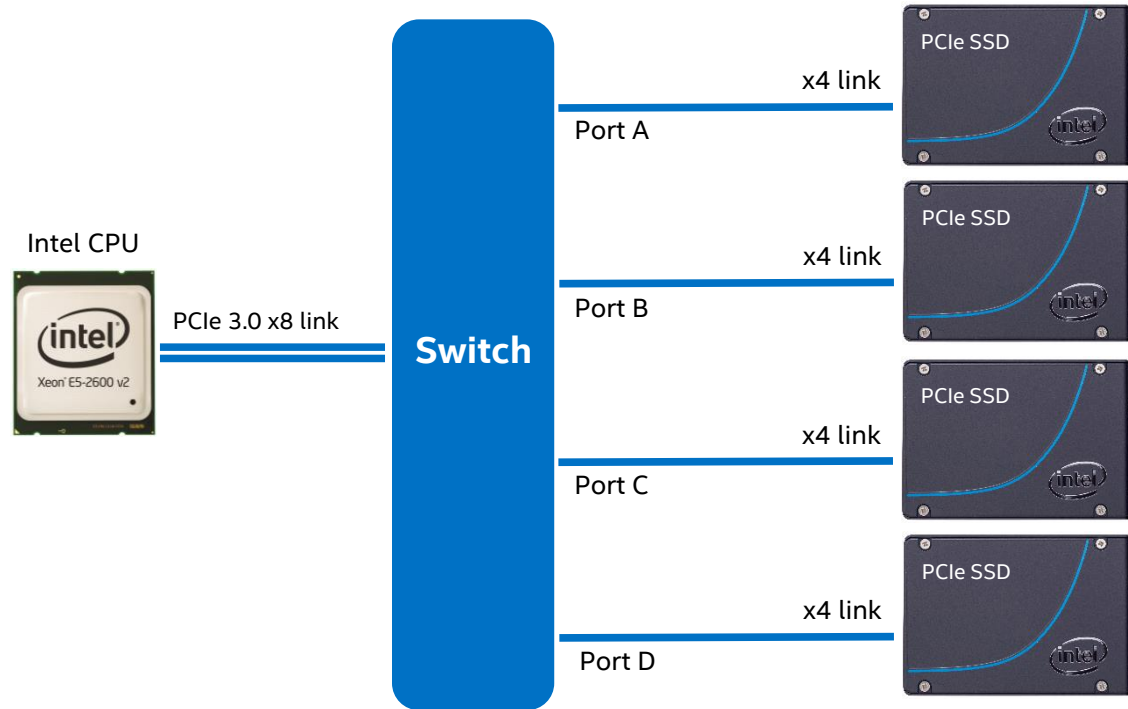 PCIe SSD
x4 link
Port A
intel
PCIe SSD
x4 link
Port B
intel
Intel CPU
PCIe 3.0 x8 link
intel
Xeon® E5-2600 v2
Switch
PCIe SSD
x4 link
Port C
intel
PCIe SSD
x4 link
Port D
intel